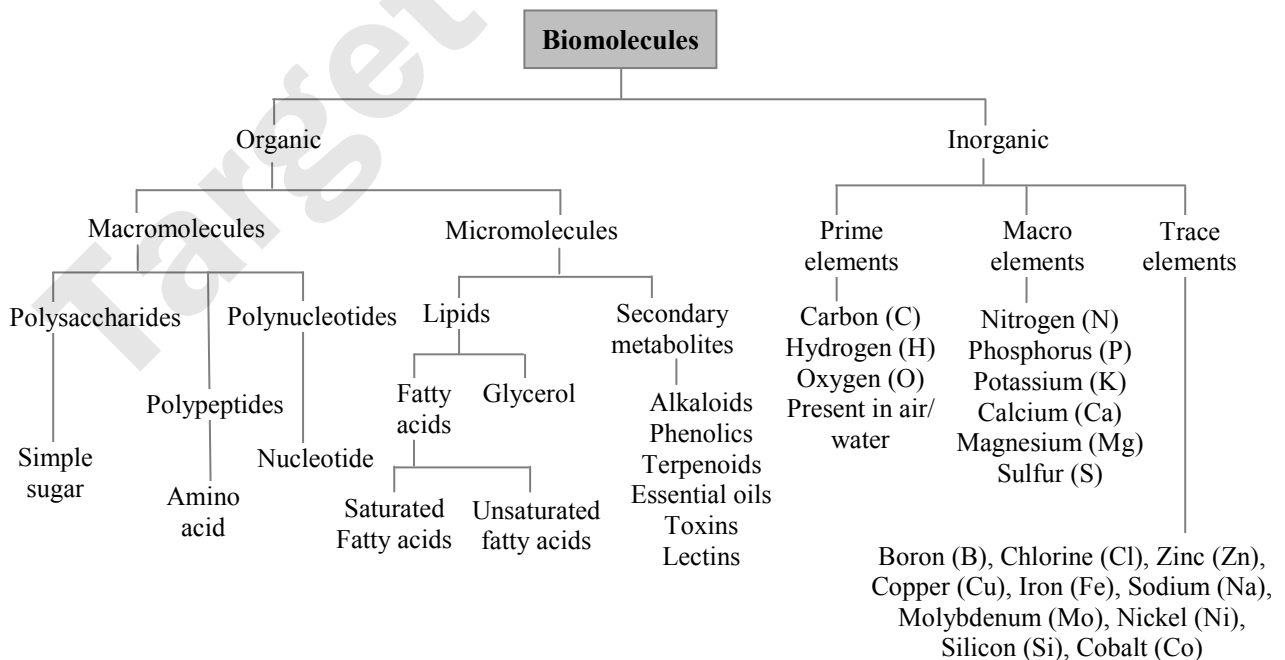 Target
Biomolecules
Organic
Inorganic
Macromolecules
Micromolecules
Prime
elements
Macro
elements
Trace
elements
Polysaccharides
Polynucleotides
Polypeptides
Simple
sugar
Amino
acid
Nucleotide
Lipids
Secondary
metabolites
Fatty
acids
Glycerol
Saturated
Fatty acids
Unsaturated
fatty acids
Alkaloids
Phenolics
Terpenoids
Essential oils
Toxins
Lectins
Carbon (C)
Hydrogen (H)
Oxygen (O)
Present in air/
water
Nitrogen (N)
Phosphorus (P)
Potassium (K)
Calcium (Ca)
Magnesium (Mg)
Sulfur (S)
Boron (B), Chlorine (Cl), Zinc (Zn),
Copper (Cu), Iron (Fe), Sodium (Na),
Molybdenum (Mo), Nickel (Ni),
Silicon (Si), Cobalt (Co)